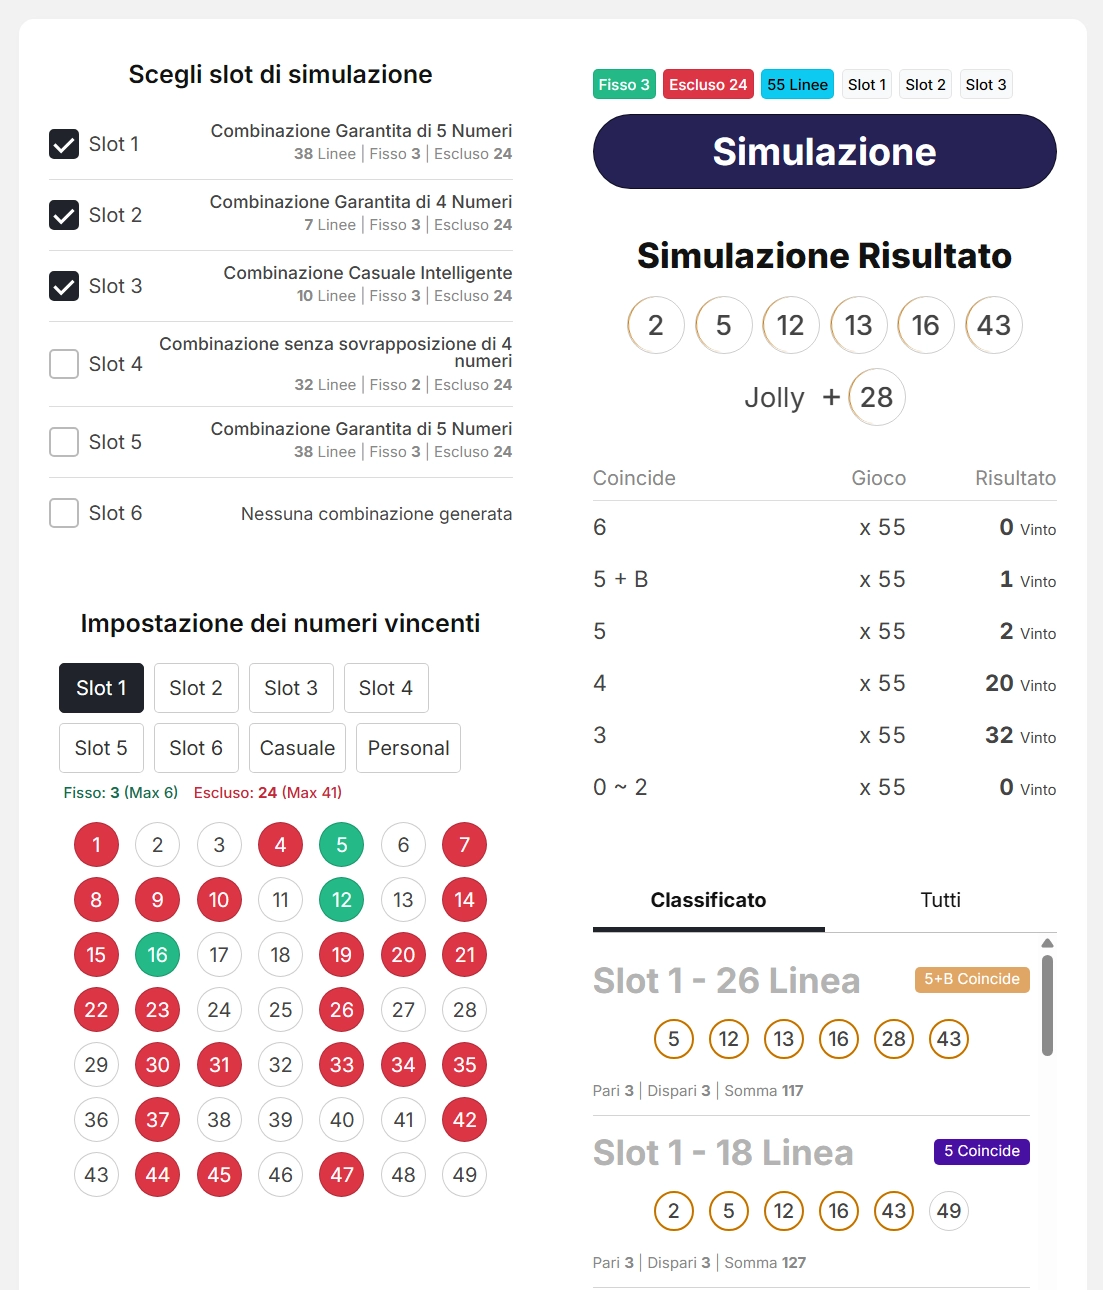 Scegli slot di simulazione
Slot 1
Combinazione Garantita di 5 Numeri
38 Linee | Fisso 3 | Escluso 24
Slot 2
Combinazione Garantita di 4 Numeri
7 Linee | Fisso 3 | Escluso 24
Slot 3
Combinazione Casuale Intelligente
10 Linee | Fisso 3 | Escluso 24
Slot 4
Combinazione senza sovrapposizione di 4
numeri
32 Linee | Fisso 2 | Escluso 24
Slot 5
Combinazione Garantita di 5 Numeri
38 Linee | Fisso 3 | Escluso 24
Slot 6
Nessuna combinazione generata
Impostazione dei numeri vincenti
Slot 1 Slot 2 Slot 3 Slot 4
Slot 5 Slot 6 Casuale Personal
Fisso: 3 (Max 6) Escluso: 24 (Max 41)
1 2 3 4 5 6 7
8 9 10 11 12 13 14
15 16 17 18 19 20 21
22 23 24 25 26 27 28
29 30 31 32 33 34 35
36 37 38 39 40 41 42
43 44 45 46 47 48 49
Fisso 3 Escluso 24 55 Linee Slot 1 Slot 2 Slot 3
Simulazione
Simulazione Risultato
2 5 12 13 16 43
Jolly + 28
Coincide Gioco Risultato
6 x 55 0 Vinto
5 + B x 55 1 Vinto
5 x 55 2 Vinto
4 x 55 20 Vinto
3 x 55 32 Vinto
0 ~ 2 x 55 0 Vinto
Classificato Tutti
Slot 1 - 26 Linea 5+B Coincide
5 12 13 16 28 43
Pari 3 | Dispari 3 | Somma 117
Slot 1 - 18 Linea 5 Coincide
2 5 12 16 43 49
Pari 3 | Dispari 3 | Somma 127